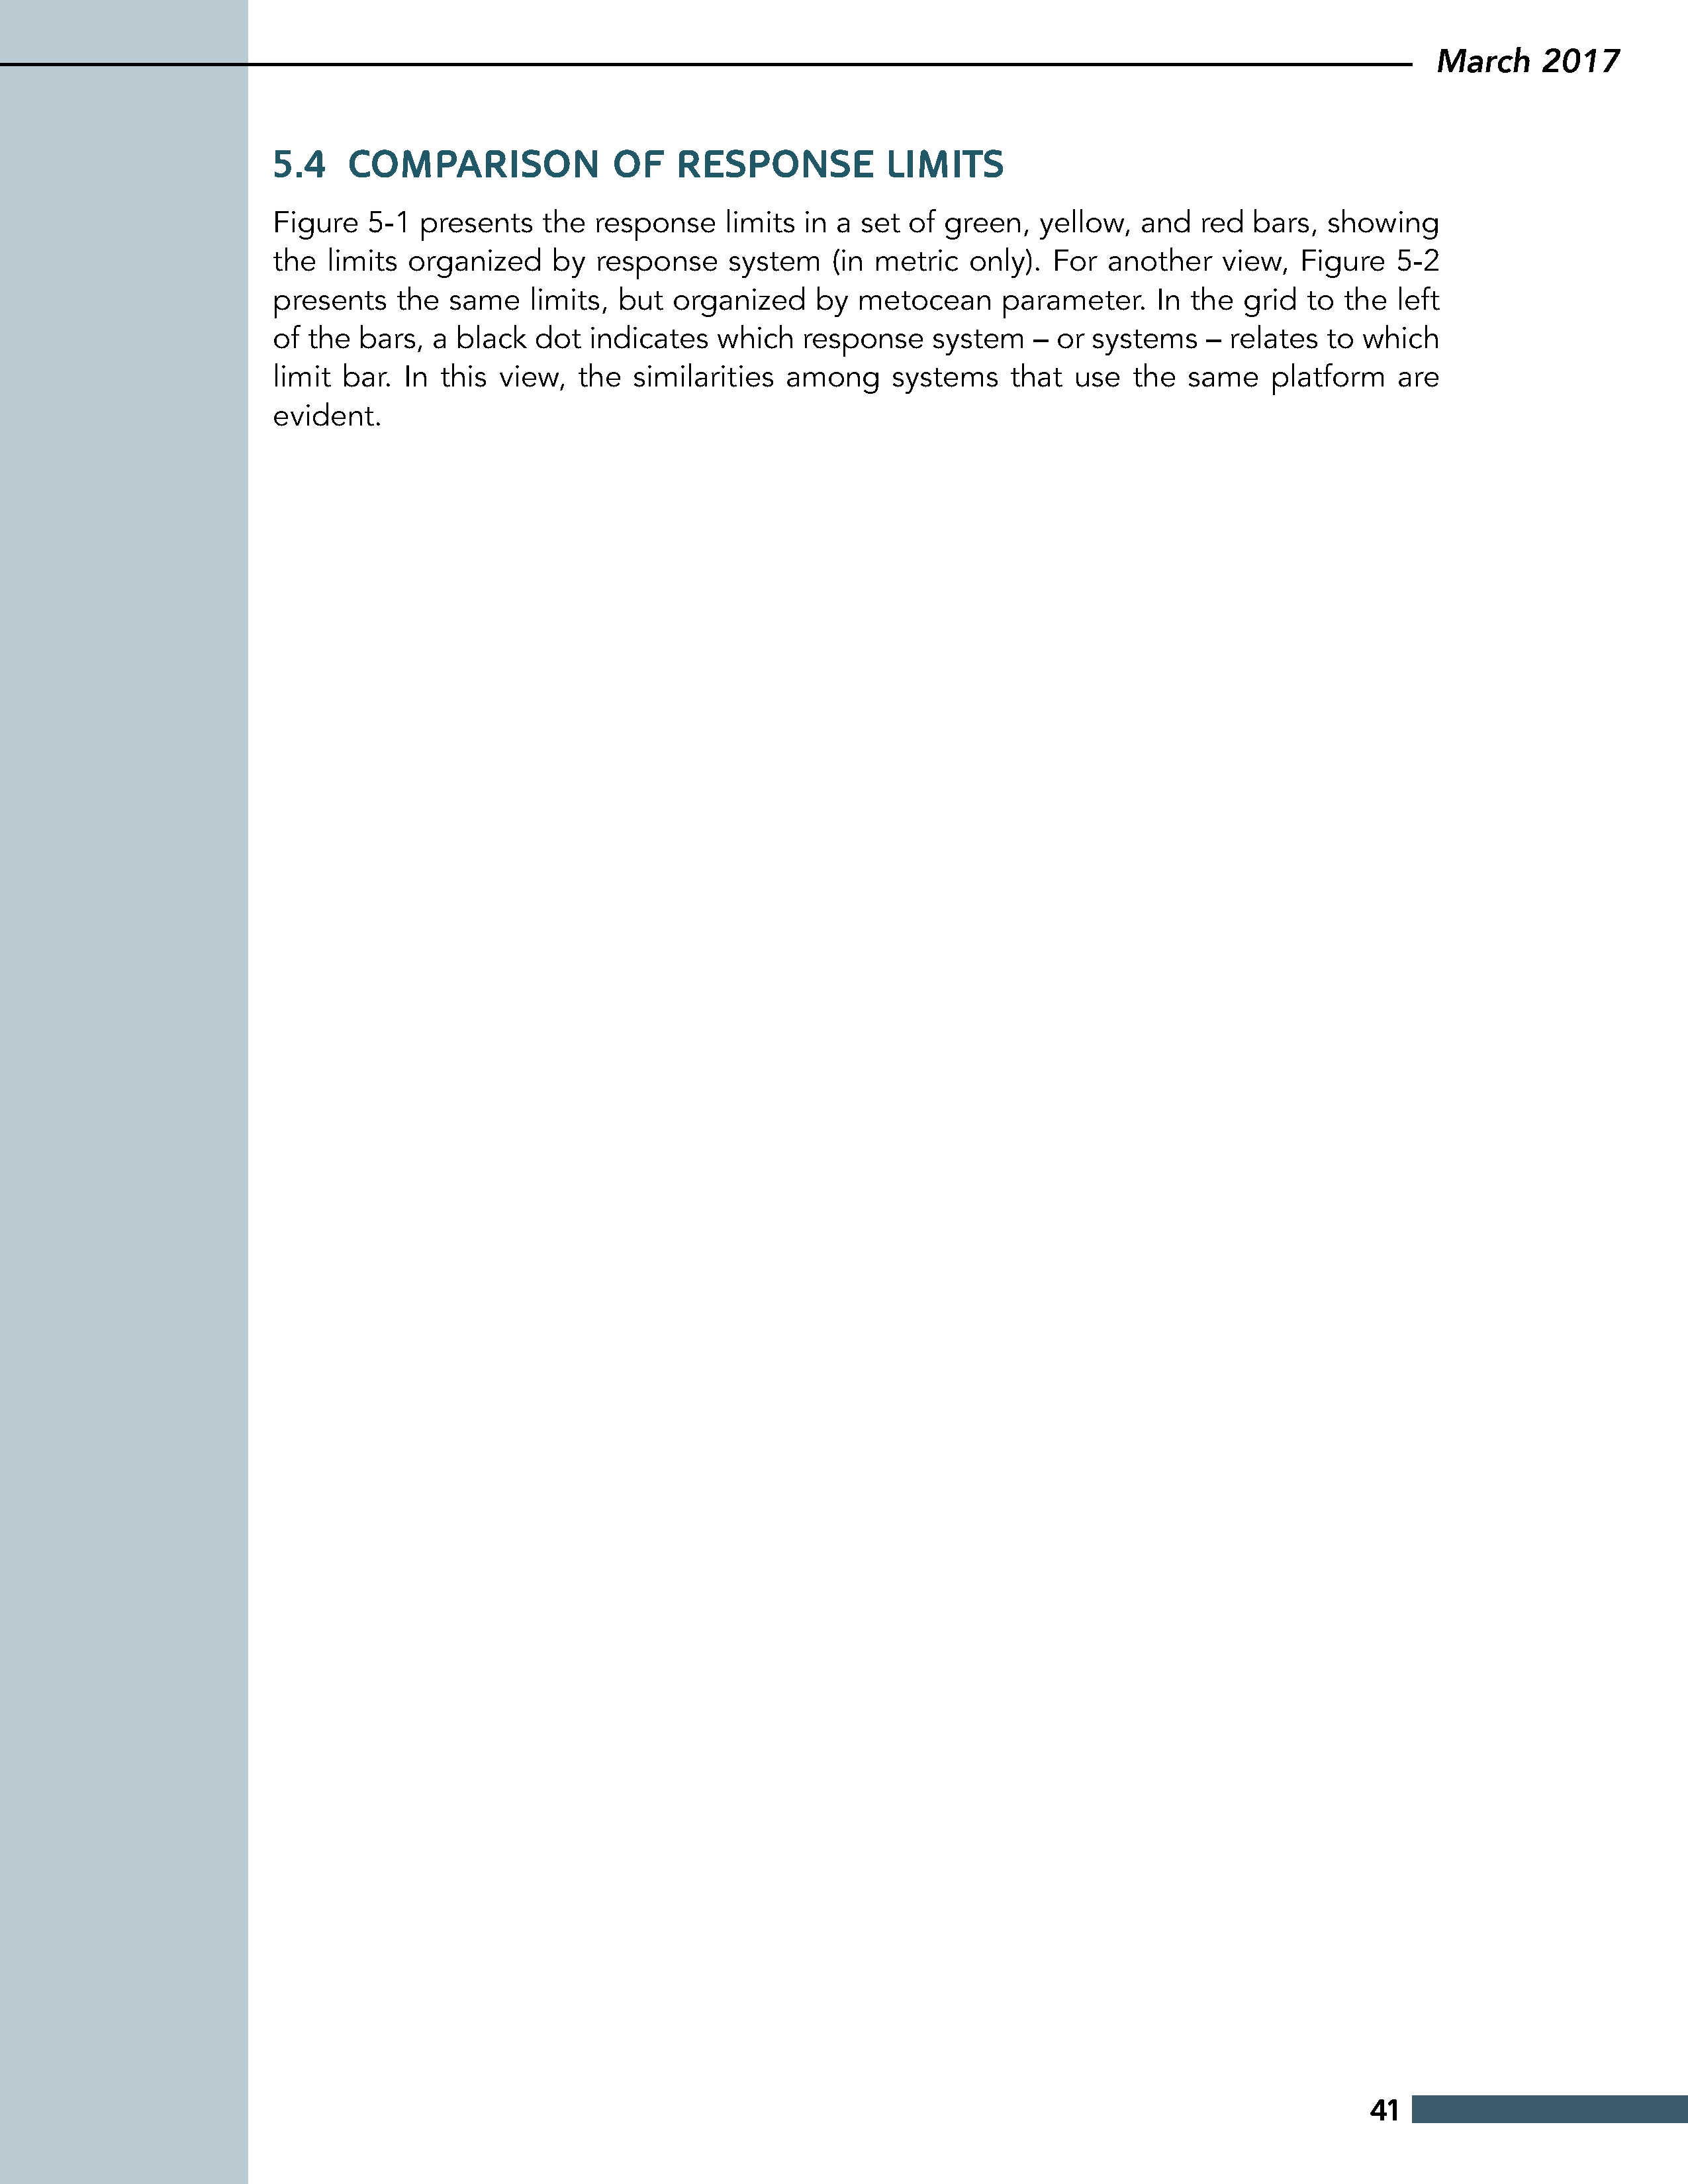 March 2017
5.4 COMPARISON OF RESPONSE LIMITS
Figure 5-1 presents the response limits in a set of green, yellow, and red bars, showing
the limits organized by response system (in metric only). For another view, Figure 5-2
presents the same limits, but organized by metocean parameter. In the grid to the left
of the bars, a black dot indicates which response system – or systems – relates to which
limit bar. In this view, the similarities among systems that use the same platform are
evident.
41